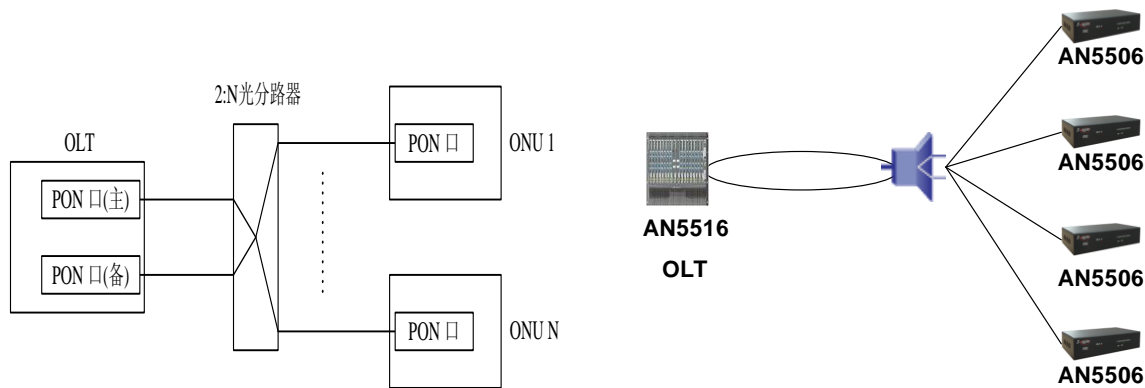 2:N光分路器
OLT
PON 口(主)
PON 口(备)
PON 口
ONU 1
PON 口
ONU N
AN5516
OLT
AN5506
AN5506
AN5506
AN5506